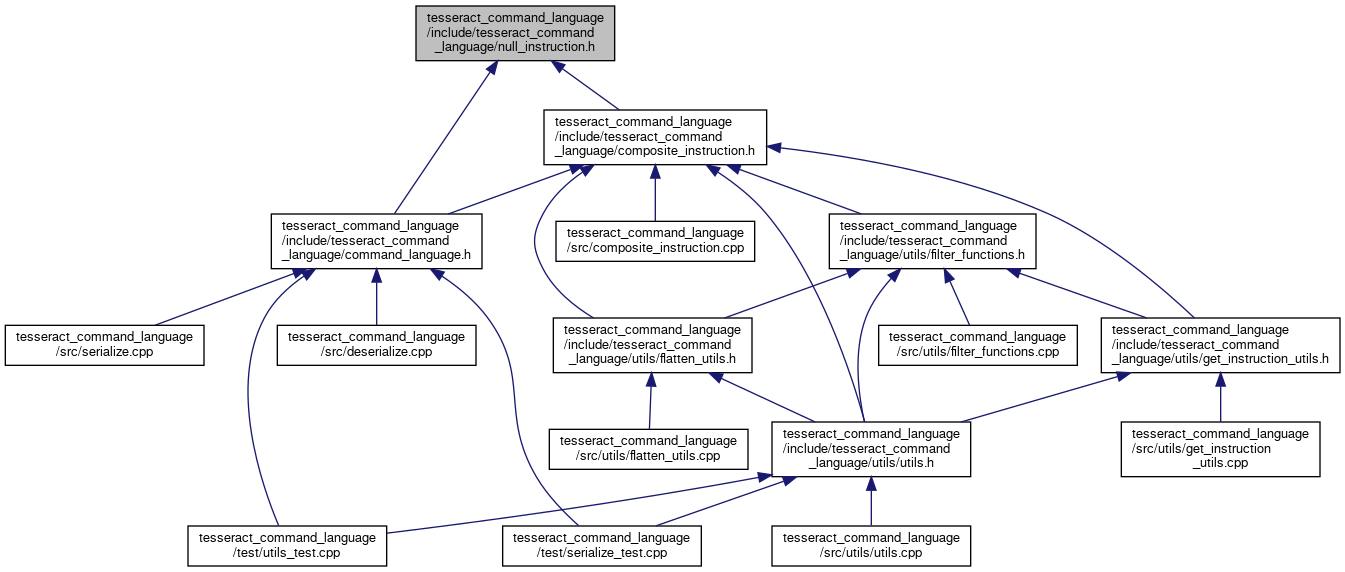 tesseract_command_language
/include/tesseract_command
_language/null_instruction.h
tesseract_command_language
/include/tesseract_command
_language/composite_instruction.h
tesseract_command_language
/include/tesseract_command
_language/command_language.h
tesseract_command_language
/src/composite_instruction.cpp
tesseract_command_language
/include/tesseract_command
_language/utils/filter_functions.h
tesseract_command_language
/src/serialize.cpp
tesseract_command_language
/src/deserialize.cpp
tesseract_command_language
/include/tesseract_command
_language/utils/flatten_utils.h
tesseract_command_language
/src/utils/filter_functions.cpp
tesseract_command_language
/include/tesseract_command
_language/utils/get_instruction_utils.h
tesseract_command_language
/src/utils/flatten_utils.cpp
tesseract_command_language
/include/tesseract_command
_language/utils/utils.h
tesseract_command_language
/src/utils/get_instruction
_utils.cpp
tesseract_command_language
/test/utils_test.cpp
tesseract_command_language
/test/serialize_test.cpp
tesseract_command_language
/src/utils/utils.cpp